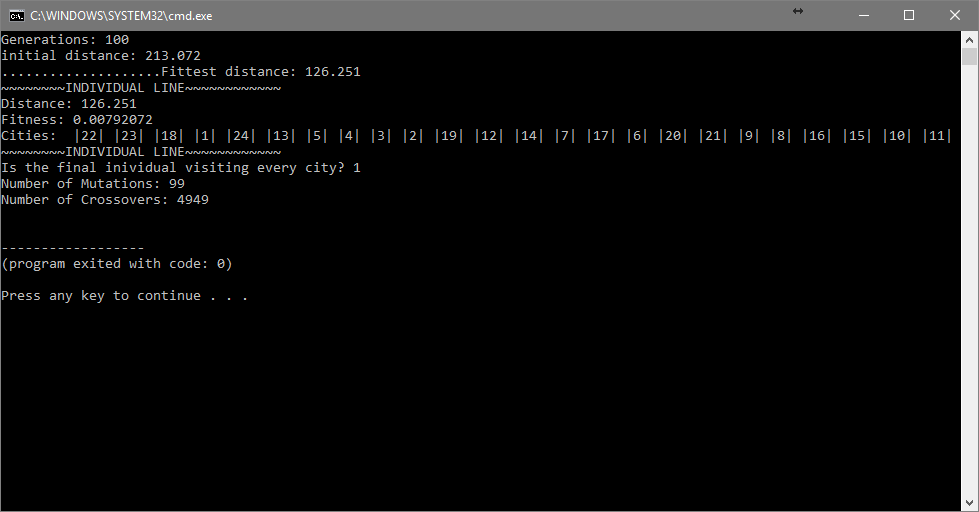 C:\WINDOWS\SYSTEM32\cmd.exe
Generations: 100
initial distance: 213.072
....................Fittest distance: 126.251
~~~~~~~~INDIVIDUAL LINE~~~~~~~~~~~~
Distance: 126.251
Fitness: 0.00792072
Cities:  |22| |23| |18| |1| |24| |13| |5| |4| |3| |2| |19| |12| |14| |7| |17| |6| |20| |21| |9| |8| |16| |15| |10| |11|
~~~~~~~~INDIVIDUAL LINE~~~~~~~~~~~~
Is the final inividual visiting every city? 1
Number of Mutations: 99
Number of Crossovers: 4949
------------------
(program exited with code: 0)
Press any key to continue . . .